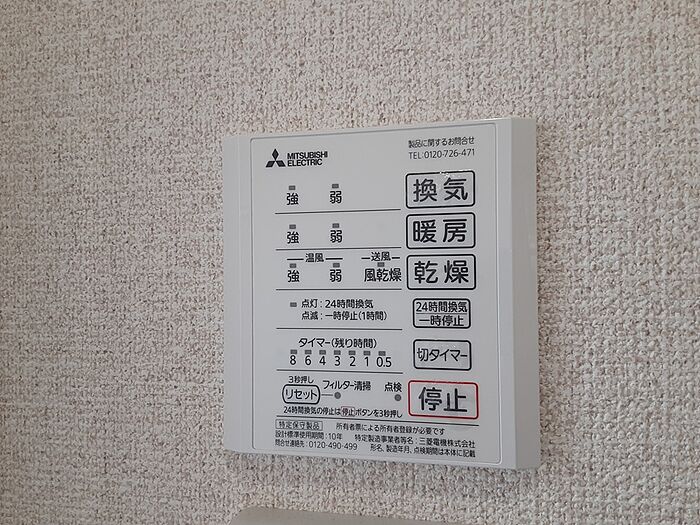 MITSUBISHI
ELECTRIC
製品に関するお問合せ
TEL:0120-726-471
強 弱 換気
強 弱 暖房
温風 送風
強 弱 風乾燥 乾燥
点灯:24時間換気
点滅:一時停止(1時間)
24時間換気
一時停止
タイマー(残り時間)
8 6 4 3 2 1 0.5
切タイマー
3秒押し
リセット フィルター清掃 点検
停止
24時間換気の停止は停止ボタンを3秒押し
特定保守製品 所有者票による所有者登録が必要です
設計標準使用期間:10年 特定製造事業者等名:三菱電機株式会社
問合せ連絡先:0120-490-499 形名、製造年月、点検期間は本体に記載